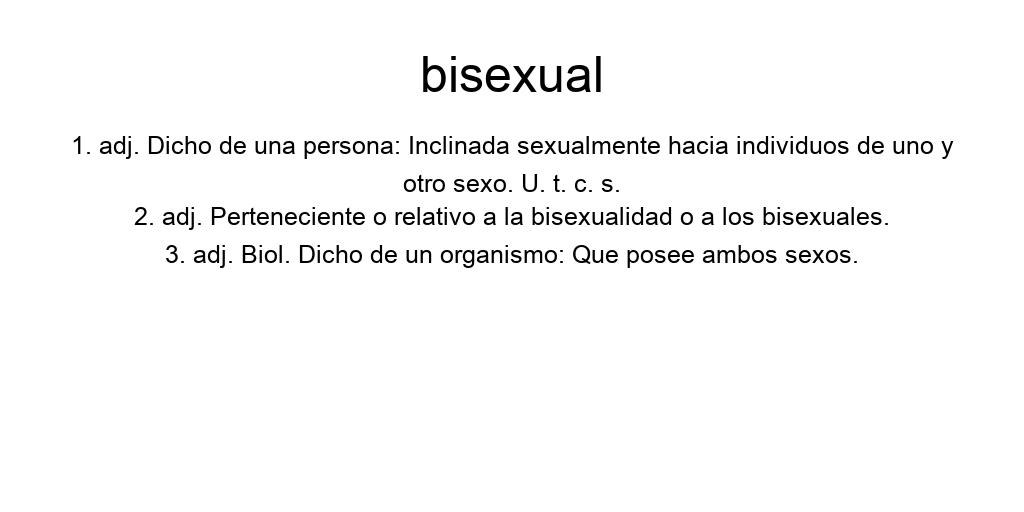 bisexual
1. adj. Dicho de una persona: Inclinada sexualmente hacia individuos de uno y
otro sexo. U. t. c. s.
2. adj. Perteneciente o relativo a la bisexualidad o a los bisexuales.
3. adj. Biol. Dicho de un organismo: Que posee ambos sexos.